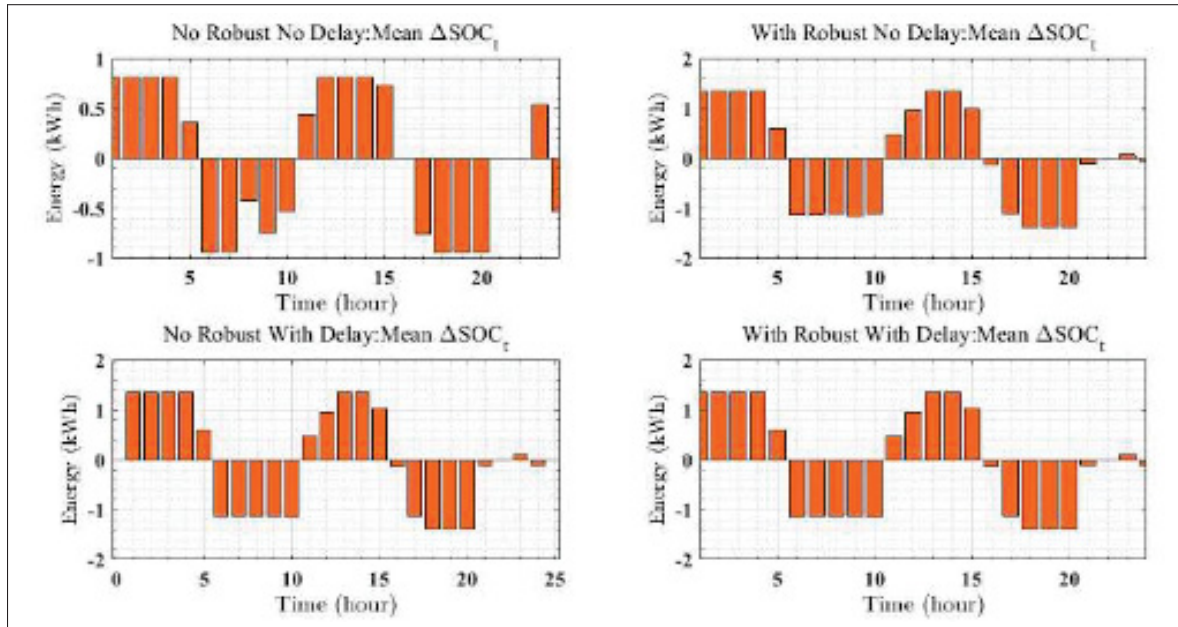 No Robust No Delay:Mean ΔSOC_t
1
0.5
0
-0.5
-1
Energy (kWh)
5 10 15 20
Time (hour)
With Robust No Delay:Mean ΔSOC_t
2
1
0
-1
-2
Energy (kWh)
5 10 15 20
Time (hour)
No Robust With Delay:Mean ΔSOC_t
2
1
0
-1
-2
Energy (kWh)
0 5 10 15 20 25
Time (hour)
With Robust With Delay:Mean ΔSOC_t
2
1
0
-1
-2
Energy (kWh)
5 10 15 20
Time (hour)